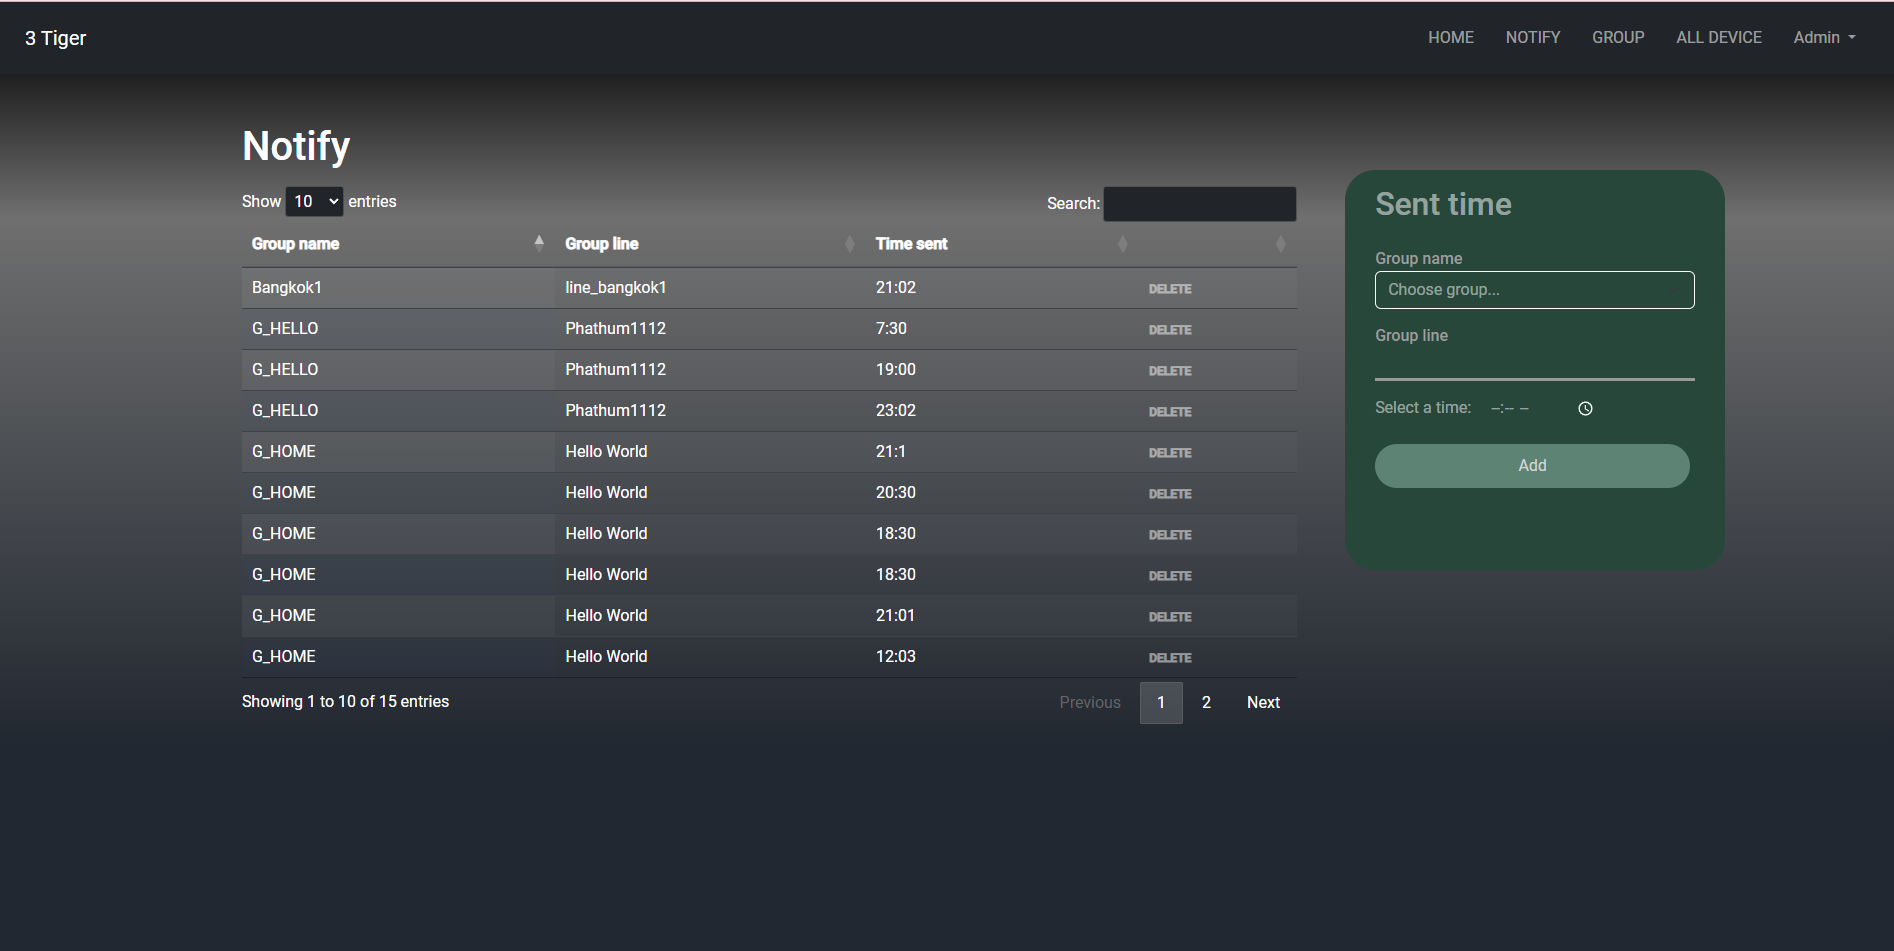 3 Tiger HOME NOTIFY GROUP ALL DEVICE Admin
Notify
Show 10 entries Search:
Group name Group line Time sent
Bangkok1 line_bangkok1 21:02 DELETE
G_HELLO Phathum1112 7:30 DELETE
G_HELLO Phathum1112 19:00 DELETE
G_HELLO Phathum1112 23:02 DELETE
G_HOME Hello World 21:1 DELETE
G_HOME Hello World 20:30 DELETE
G_HOME Hello World 18:30 DELETE
G_HOME Hello World 18:30 DELETE
G_HOME Hello World 21:01 DELETE
G_HOME Hello World 12:03 DELETE
Showing 1 to 10 of 15 entries Previous 1 2 Next
Sent time
Group name
Choose group...
Group line
Select a time: --:-- --
Add